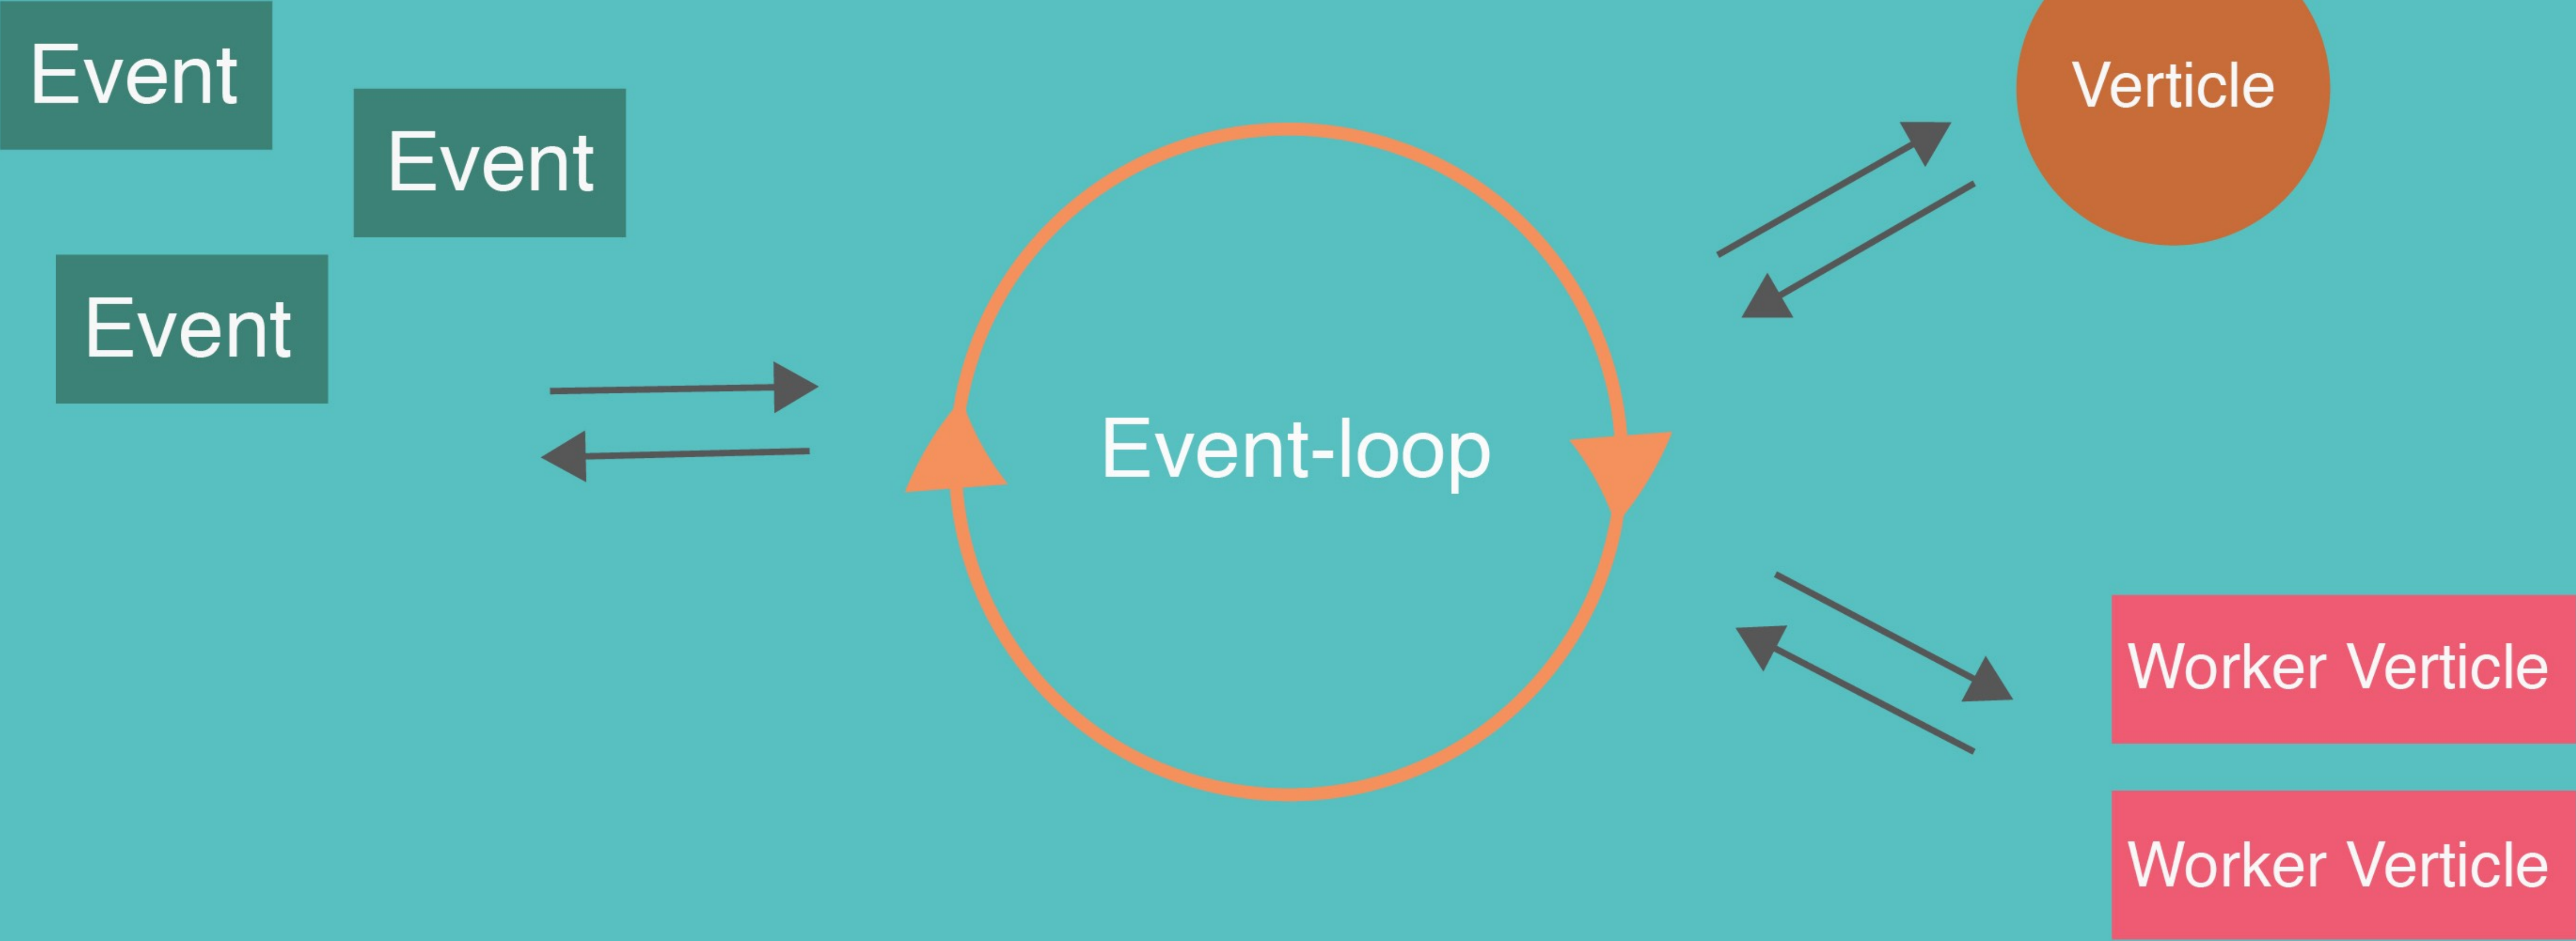 Event
Event
Event
Event-loop
Verticle
Worker Verticle
Worker Verticle